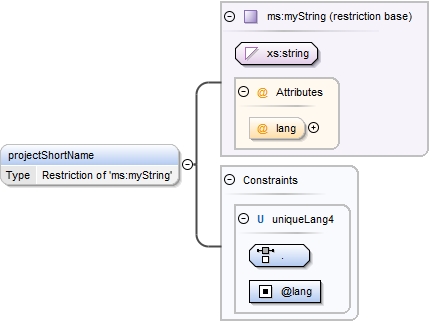 ms:myString (restriction base)
xs:string
@ Attributes
@ lang
projectShortName
Type Restriction of 'ms:myString'
Constraints
U uniqueLang4
.
@lang